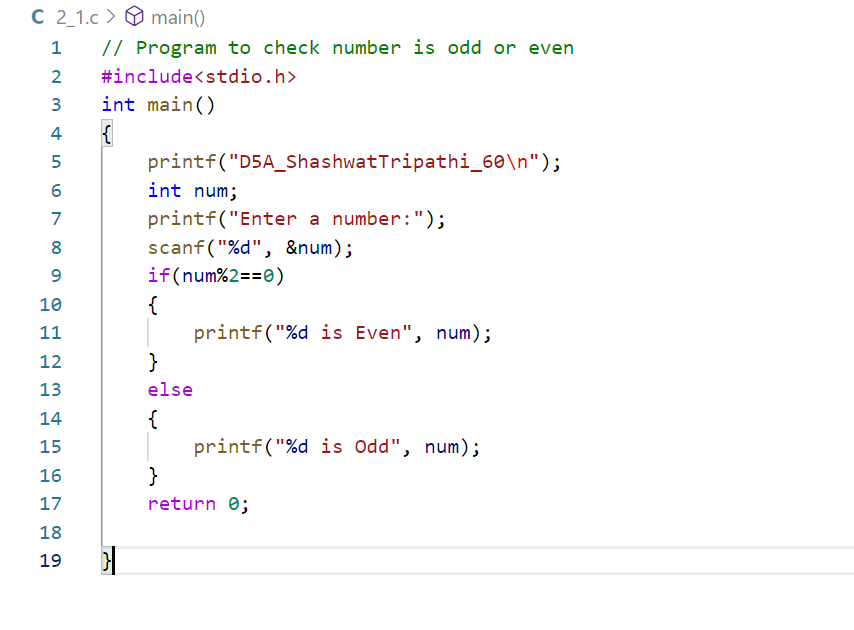 C 2_1.c > main()
1 // Program to check number is odd or even
2 #include<stdio.h>
3 int main()
4 {
5     printf("D5A_ShashwatTripathi_60\n");
6     int num;
7     printf("Enter a number:");
8     scanf("%d", &num);
9     if(num%2==0)
10     {
11         printf("%d is Even", num);
12     }
13     else
14     {
15         printf("%d is Odd", num);
16     }
17     return 0;
18
19 }